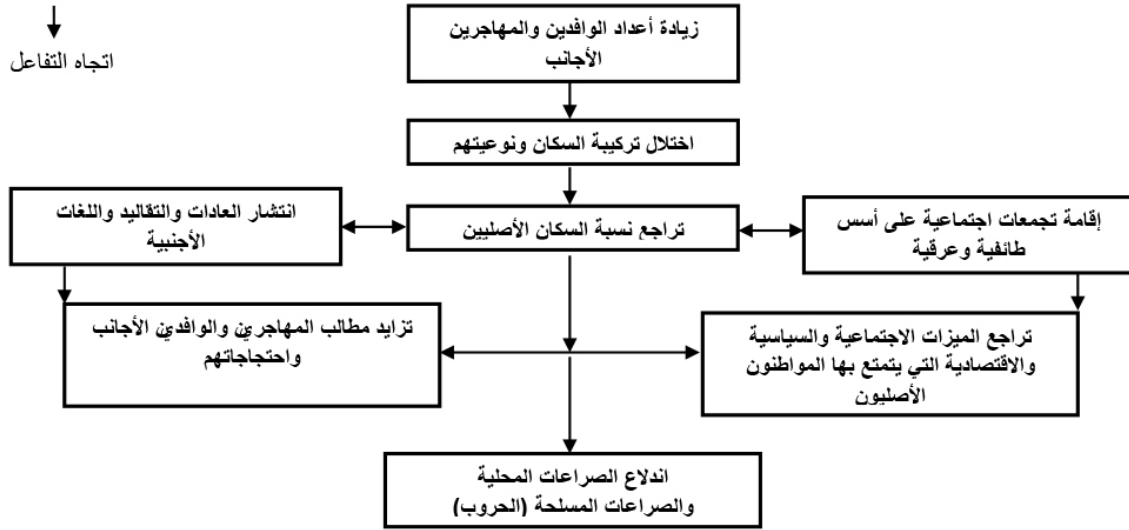 اتجاه التفاعل
زيادة أعداد الوافدين والمهاجرين
الأجانب
اختلال تركيبة السكان ونوعيتهم
إقامة تجمعات اجتماعية على أسس
طائفية وعرقية
تراجع نسبة السكان الأصليين
انتشار العادات والتقاليد واللغات
الأجنبية
تراجع الميزات الاجتماعية والسياسية
والاقتصادية التي يتمتع بها المواطنون
الأصليون
تزايد مطالب المهاجرين والوافدين الأجانب
واحتجاجاتهم
اندلاع الصراعات المحلية
والصراعات المسلحة (الحروب)